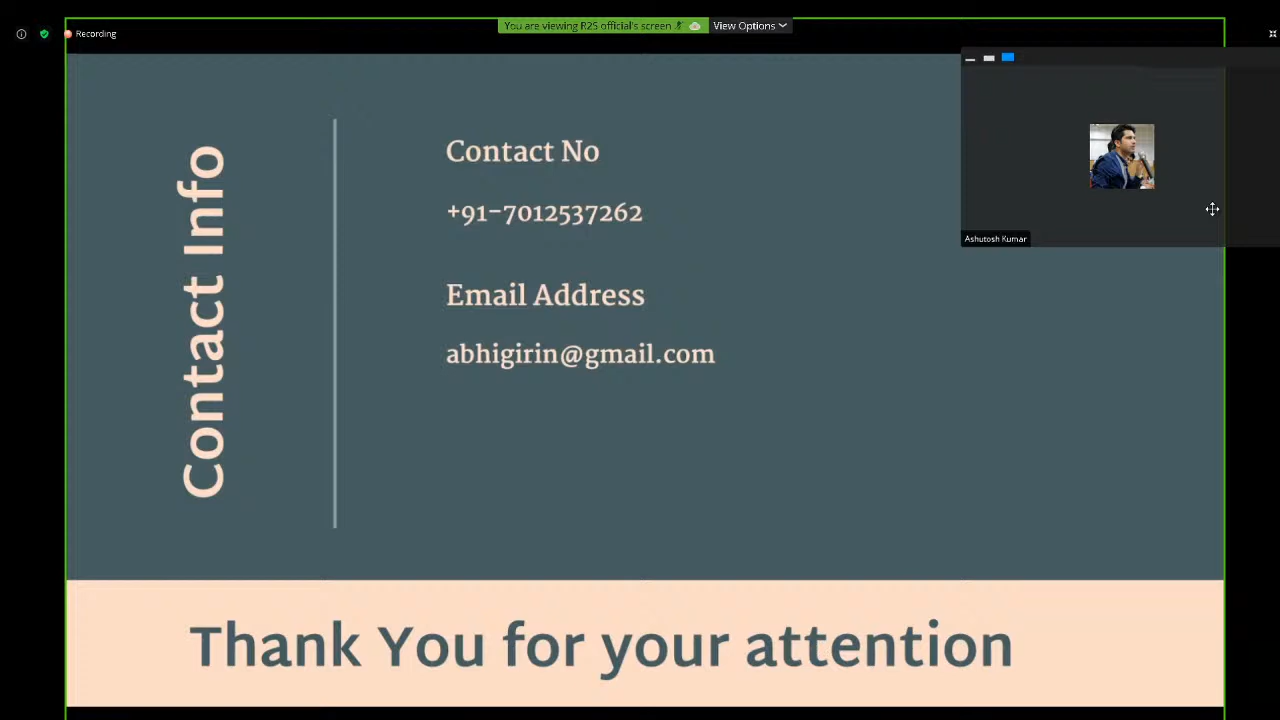 You are viewing R2S official's screen
View Options
Recording
Contact Info
Contact No
+91-7012537262
Email Address
abhigirin@gmail.com
Ashutosh Kumar
Thank You for your attention